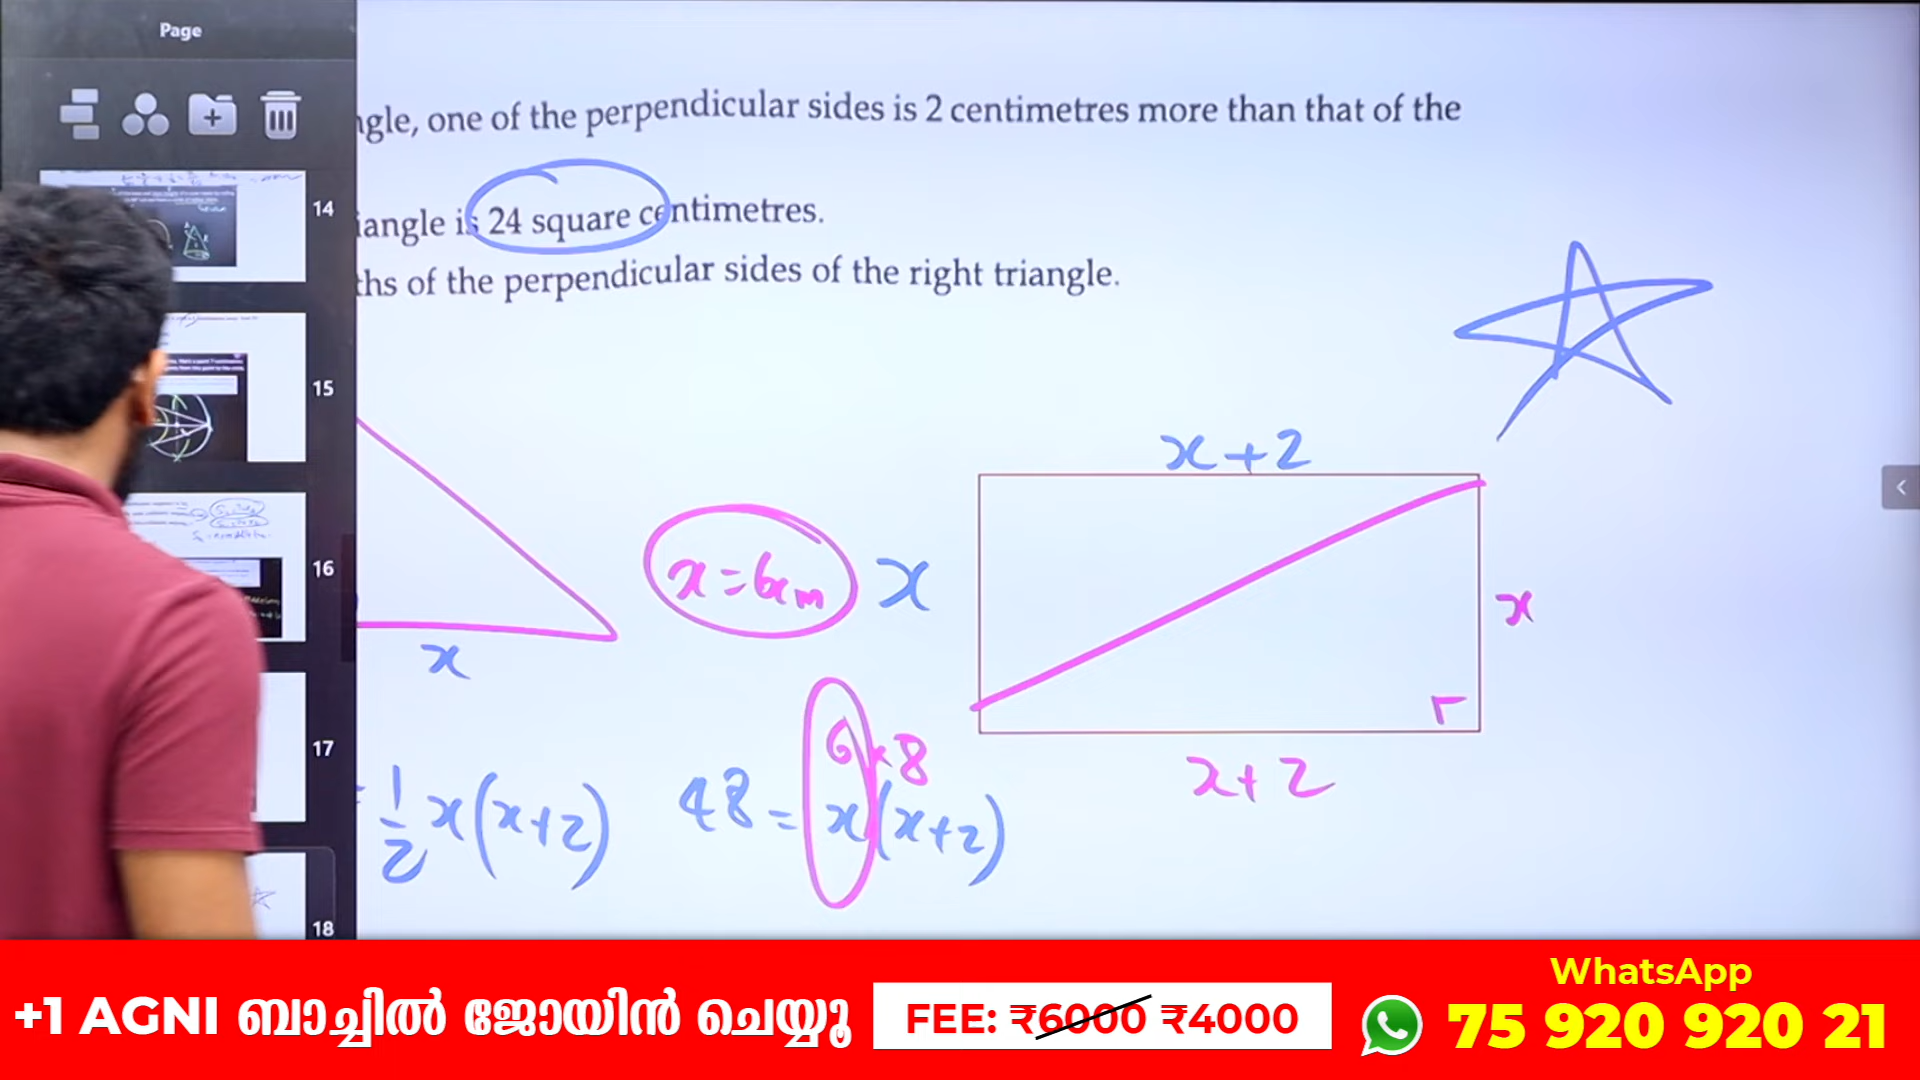 Page
ngle, one of the perpendicular sides is 2 centimetres more than that of the
14
iangle is 24 square centimetres.
ths of the perpendicular sides of the right triangle.
15
x+2
16
x=6cm
x
x
x
17
6×8
x+2
= 1/2 x(x+2)
48 = x(x+2)
18
+1 AGNI ബാച്ചിൽ ജോയിൻ ചെയ്യൂ
FEE: ₹6000 ₹4000
WhatsApp
75 920 920 21